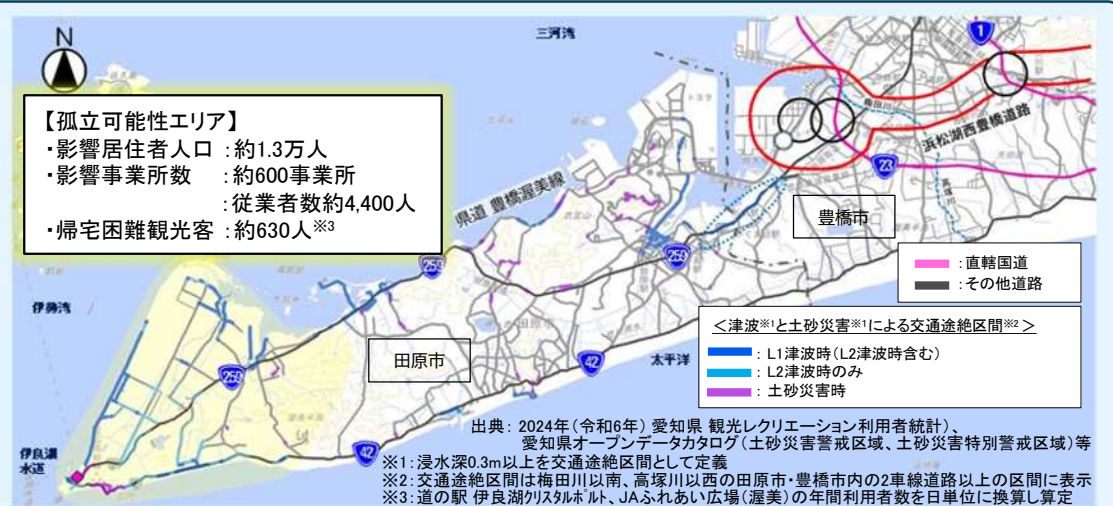 N
三河湾
1
【孤立可能性エリア】
・影響居住者人口 :約1.3万人
・影響事業所数 :約600事業所
:従業者数約4,400人
・帰宅困難観光客 :約630人※3
トヨタ
梅田川
浜松湖西豊橋道路
23
高塚川
県道 豊橋渥美線
豊橋市
259
259
:直轄国道
:その他道路
伊勢湾
＜津波※1と土砂災害※1による交通途絶区間※2＞
:L1津波時(L2津波時含む)
:L2津波時のみ
:土砂災害時
田原市
田原市
太平洋
42
259
伊良湖
水道
42
出典: 2024年(令和6年) 愛知県 観光レクリエーション利用者統計)、
愛知県オープンデータカタログ(土砂災害警戒区域、土砂災害特別警戒区域)等
※1:浸水深0.3m以上を交通途絶区間として定義
※2:交通途絶区間は梅田川以南、高塚川以西の田原市・豊橋市内の2車線道路以上の区間に表示
※3:道の駅 伊良湖クリスタルポルト、JAふれあい広場(渥美)の年間利用者数を日単位に換算し算定